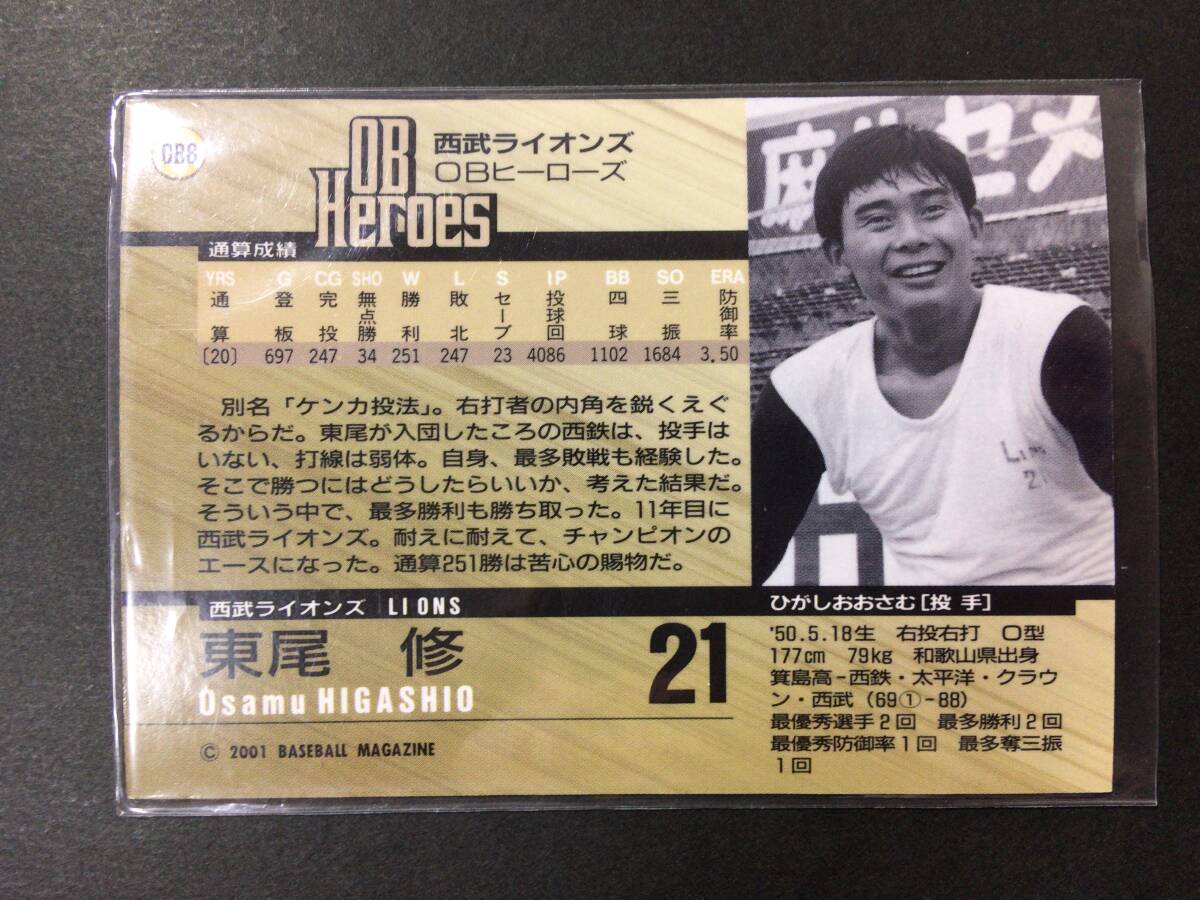 OB8
OB Heroes
西武ライオンズ
OBヒーローズ
通算成績
YRS G CG SHO W L S IP BB SO ERA
通算 登板 完投 無点勝 勝利 敗北 セーブ 投球回 四球 三振 防御率
〔20〕 697 247 34 251 247 23 4086 1102 1684 3.50
別名「ケンカ投法」。右打者の内角を鋭くえぐ
るからだ。東尾が入団したころの西鉄は、投手は
いない、打線は弱体。自身、最多敗戦も経験した。
そこで勝つにはどうしたらいいか、考えた結果だ。
そういう中で、最多勝利も勝ち取った。11年目に
西武ライオンズ。耐えに耐えて、チャンピオンの
エースになった。通算251勝は苦心の賜物だ。
西武ライオンズ LIONS
東尾 修
Osamu HIGASHIO
21
© 2001 BASEBALL MAGAZINE
セメ
ひがしおおさむ[投 手]
'50.5.18生 右投右打 O型
177cm 79kg 和歌山県出身
箕島高-西鉄・太平洋・クラウ
ン・西武(69①-88)
最優秀選手2回 最多勝利2回
最優秀防御率1回 最多奪三振
1回